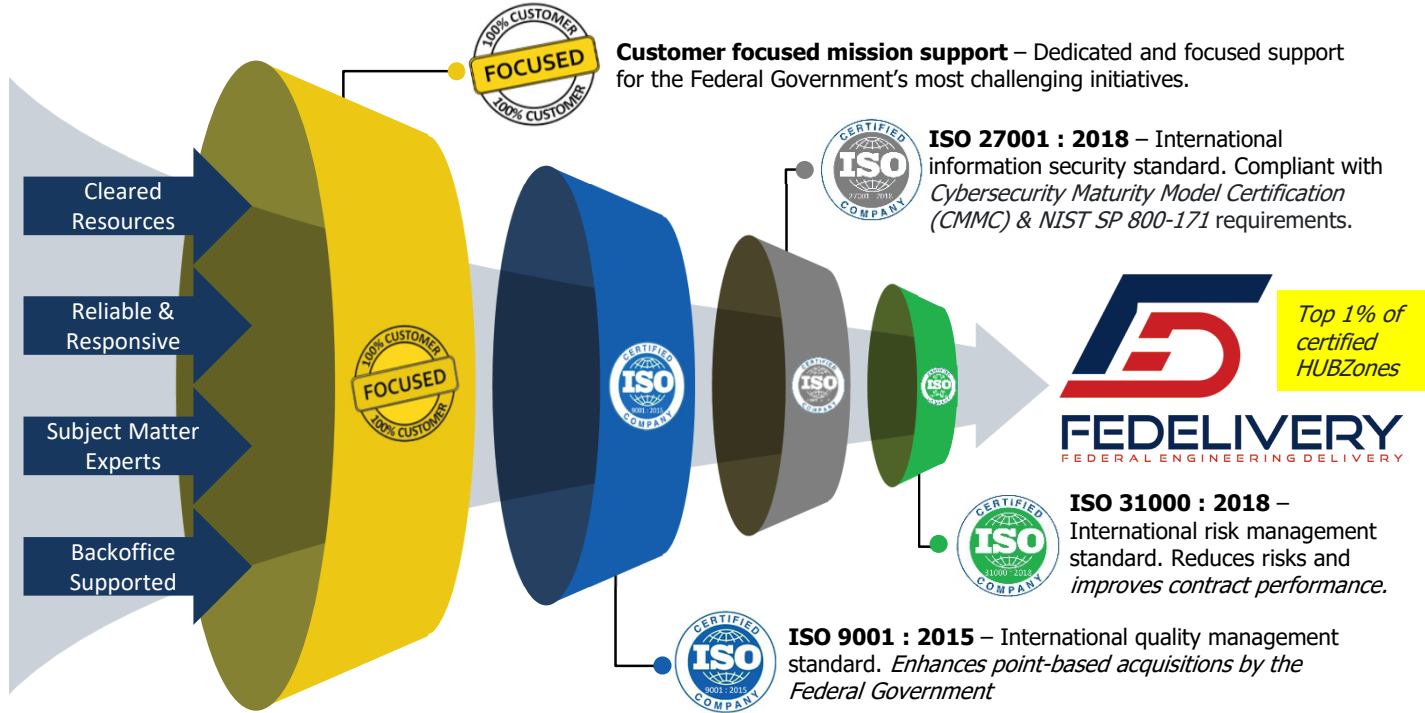 100% CUSTOMER
FOCUSED
100% CUSTOMER
Customer focused mission support – Dedicated and focused support
for the Federal Government's most challenging initiatives.
CERTIFIED
ISO
27001 : 2018
COMPANY
ISO 27001 : 2018 – International
information security standard. Compliant with
Cybersecurity Maturity Model Certification
(CMMC) & NIST SP 800-171 requirements.
Cleared
Resources
Reliable &
Responsive
Subject Matter
Experts
Backoffice
Supported
100% CUSTOMER
FOCUSED
100% CUSTOMER
CERTIFIED
ISO
9001 : 2015
COMPANY
CERTIFIED
ISO
COMPANY
ISO
Top 1% of
certified
HUBZones
FEDELIVERY
FEDERAL ENGINEERING DELIVERY
CERTIFIED
ISO
31000 : 2018
COMPANY
ISO 31000 : 2018 –
International risk management
standard. Reduces risks and
improves contract performance.
CERTIFIED
ISO
9001 : 2015
COMPANY
ISO 9001 : 2015 – International quality management
standard. Enhances point-based acquisitions by the
Federal Government